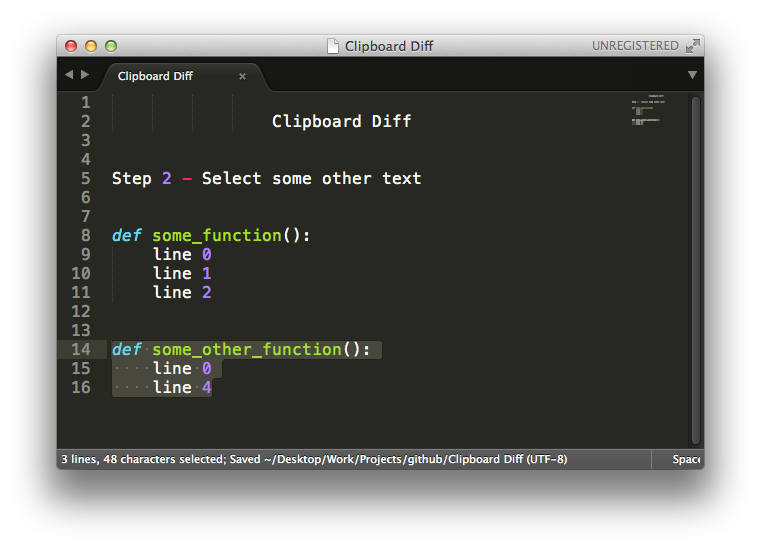 Clipboard Diff
UNREGISTERED
Clipboard Diff
1
2 Clipboard Diff
3
4
5 Step 2 - Select some other text
6
7
8 def some_function():
9 line 0
10 line 1
11 line 2
12
13
14 def some_other_function():
15 line 0
16 line 4
3 lines, 48 characters selected; Saved ~/Desktop/Work/Projects/github/Clipboard Diff (UTF-8)
Space